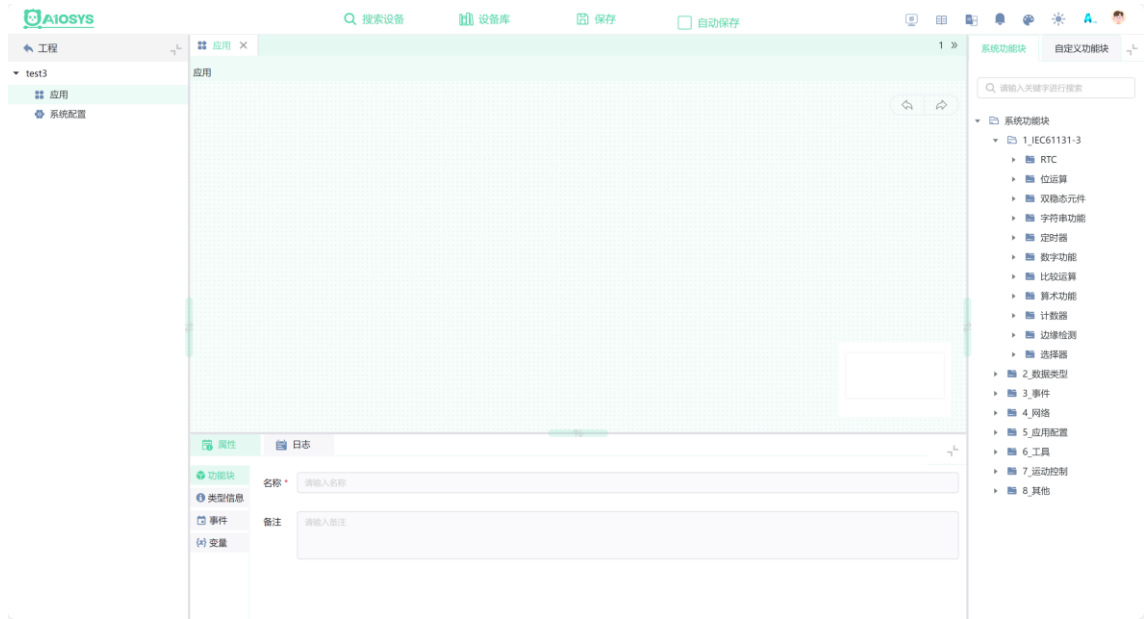 AIOSYS
搜索设备
设备库
保存
自动保存
工程
test3
应用
系统配置
应用
1
应用
属性
日志
功能块
类型信息
事件
变量
名称 *
请输入名称
备注
请输入备注
系统功能块
自定义功能块
请输入关键字进行搜索
系统功能块
1_IEC61131-3
RTC
位运算
双稳态元件
字符串功能
定时器
数字功能
比较运算
算术功能
计数器
边缘检测
选择器
2_数据类型
3_事件
4_网络
5_应用配置
6_工具
7_运动控制
8_其他